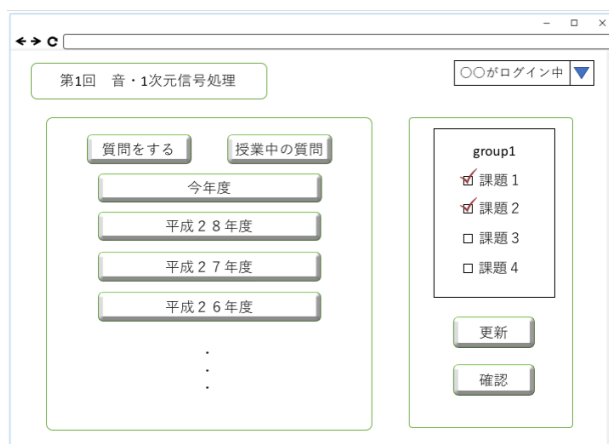 第1回　音・1次元信号処理
〇〇がログイン中
質問をする
授業中の質問
今年度
平成２８年度
平成２７年度
平成２６年度
group1
課題１
課題２
課題３
課題４
更新
確認